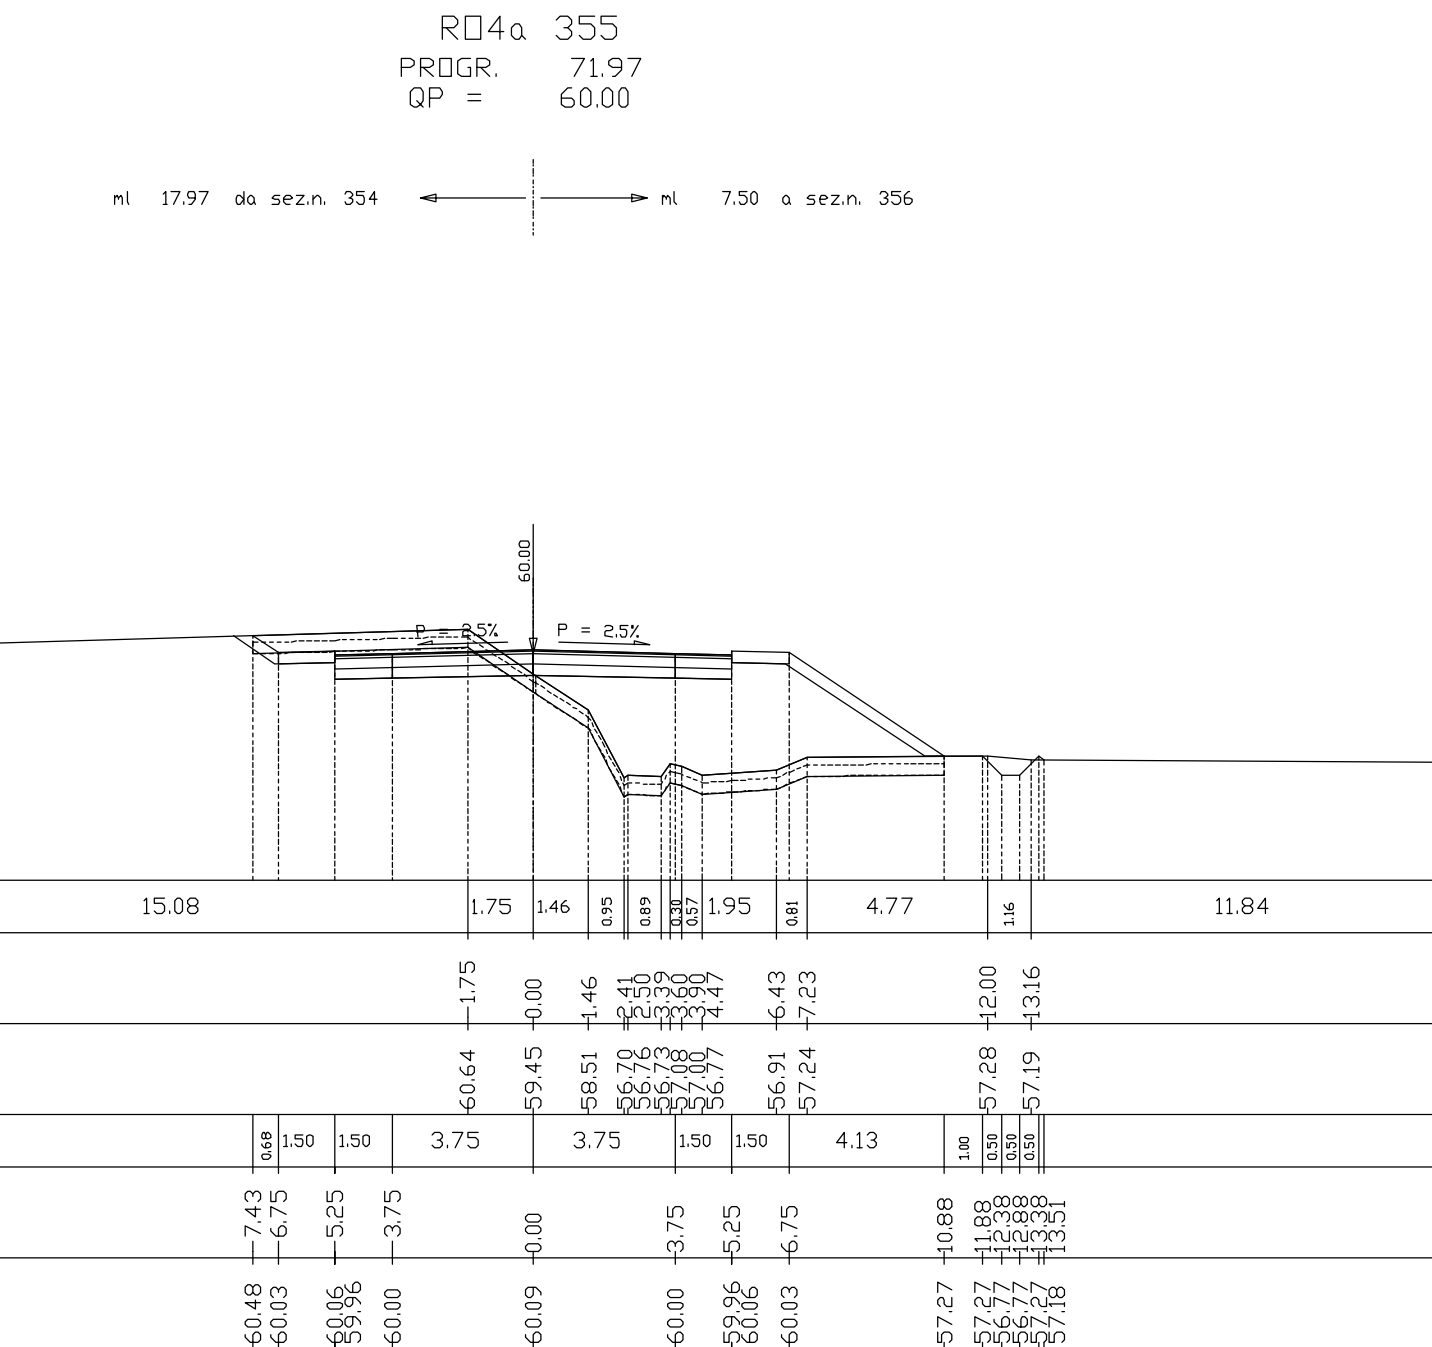 RO4a 355
PROGR. 71.97
QP = 60.00
ml 17.97 da sez.n. 354
ml 7.50 a sez.n. 356
60.00
P = 2.5%
P = 2.5%
15.08 1.75 1.46 0.95 0.89 0.30 0.57 1.95 0.81 4.77 1.16 11.84
-1.75 0.00 1.46 2.41 2.50 3.39 3.60 3.90 4.47 6.43 7.23 12.00 13.16
60.64 59.45 58.51 56.70 56.76 56.73 57.08 57.00 56.77 56.91 57.24 57.28 57.19
0.68 1.50 1.50 3.75 3.75 1.50 1.50 4.13 1.00 0.50 0.50 0.50
-7.43 -6.75 -5.25 -3.75 0.00 3.75 5.25 6.75 10.88 11.88 12.38 12.88 13.38 13.51
60.48 60.03 60.06 59.96 60.00 60.09 60.00 59.96 60.06 60.03 57.27 57.27 56.77 56.77 57.27 57.18